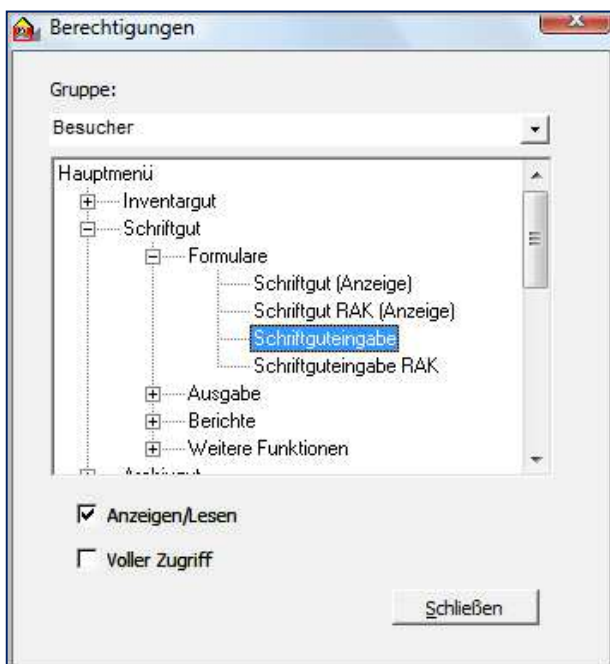 Berechtigungen
Gruppe:
Besucher
Hauptmenü
Inventargut
Schriftgut
Formulare
Schriftgut (Anzeige)
Schriftgut RAK (Anzeige)
Schriftguteingabe
Schriftguteingabe RAK
Ausgabe
Berichte
Weitere Funktionen
Anzeigen/Lesen
Voller Zugriff
Schließen